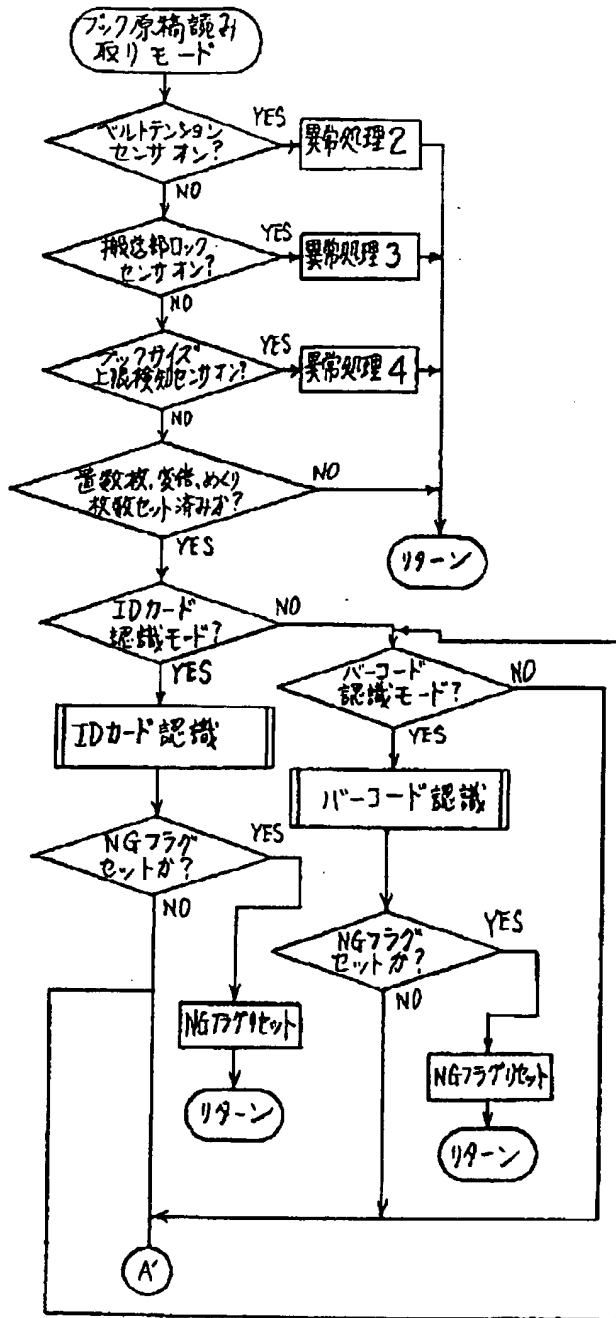 ブック原稿読み
取りモード
ベルトテンション
センサオン?
YES
異常処理2
NO
搬送部ロック
センサオン?
YES
異常処理3
NO
ブックサイズ
上限検知センサオン?
YES
異常処理4
NO
置数枚,変倍,めくり
枚数セット済みか?
NO
YES
リターン
IDカード
認識モード?
NO
YES
バーコード
認識モード?
NO
YES
IDカード認識
バーコード認識
NGフラグ
セットか?
YES
NO
NGフラグ
セットか?
YES
NO
NGフラグリセット
リターン
NGフラグリセット
リターン
A'